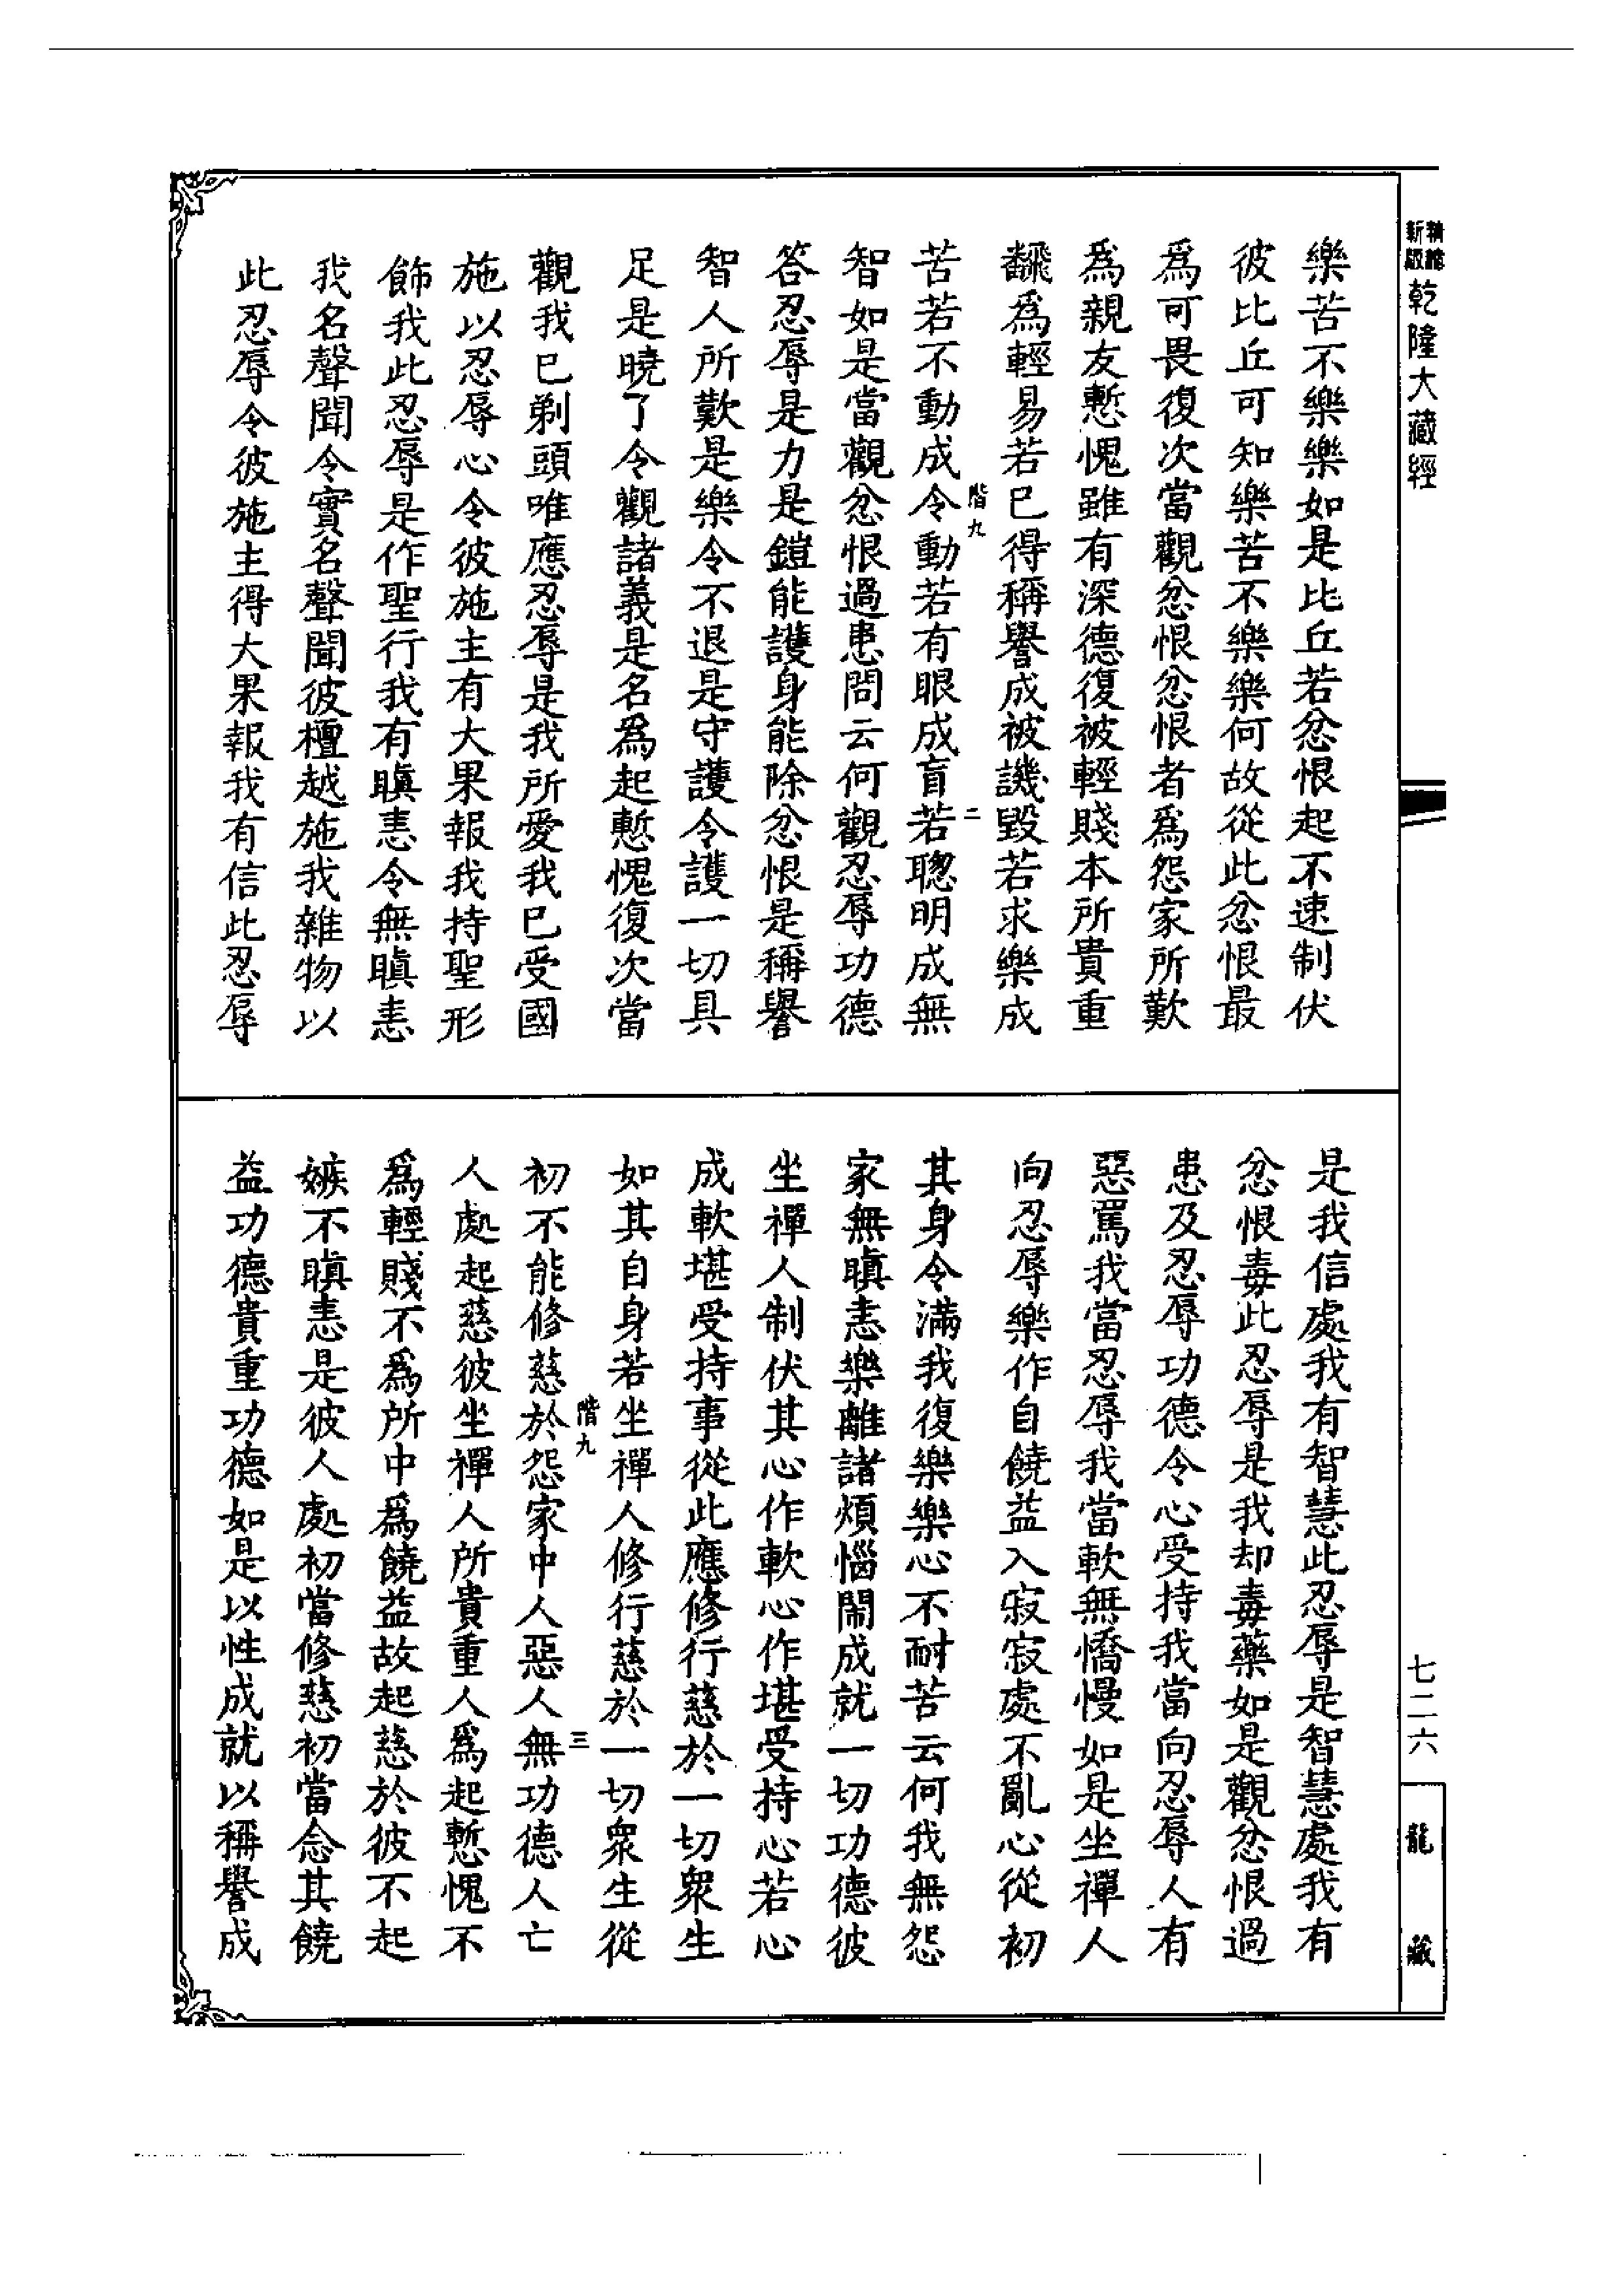 新版
精縮
乾隆大藏經
樂苦不樂樂如是比丘若忿恨起不速制伏
彼比丘可知樂苦不樂樂何故從此忿恨最
為可畏復次當觀忿恨忿恨者為怨家所歎
為親友慙愧雖有深德復被輕賤本所貴重
飜為輕易若已得稱譽成被譏毀若求樂成
苦若不動成令動若有眼成盲若聰明成無
階九
二
智如是當觀忿恨過患問云何觀忍辱功德
答忍辱是力是鎧能護身能除忿恨是稱譽
智人所歎是樂令不退是守護令護一切具
足是曉了令觀諸義是名為起慙愧復次當
觀我已剃頭唯應忍辱是我所愛我已受國
施以忍辱心令彼施主有大果報我持聖形
飾我此忍辱是作聖行我有瞋恚令無瞋恚
我名聲聞令實名聲聞彼檀越施我雜物以
此忍辱令彼施主得大果報我有信此忍辱
是我信處我有智慧此忍辱是智慧處我有
忿恨毒此忍辱是我却毒藥如是觀忿恨過
患及忍辱功德令心受持我當向忍辱人有
惡罵我當忍辱我當軟無憍慢如是坐禪人
向忍辱樂作自饒益入寂寂處不亂心從初
其身令滿我復樂樂心不耐苦云何我無怨
家無瞋恚樂離諸煩惱鬧成就一切功德彼
坐禪人制伏其心作軟心作堪受持心若心
成軟堪受持事從此應修行慈於一切眾生
如其自身若坐禪人修行慈於一切眾生從
階九
三
初不能修慈於怨家中人惡人無功德人亡
人處起慈彼坐禪人所貴重人為起慙愧不
為輕賤不為所中為饒益故起慈於彼不起
嫉不瞋恚是彼人處初當修慈初當念其饒
益功德貴重功德如是以性成就以稱譽成
七二六
龍藏